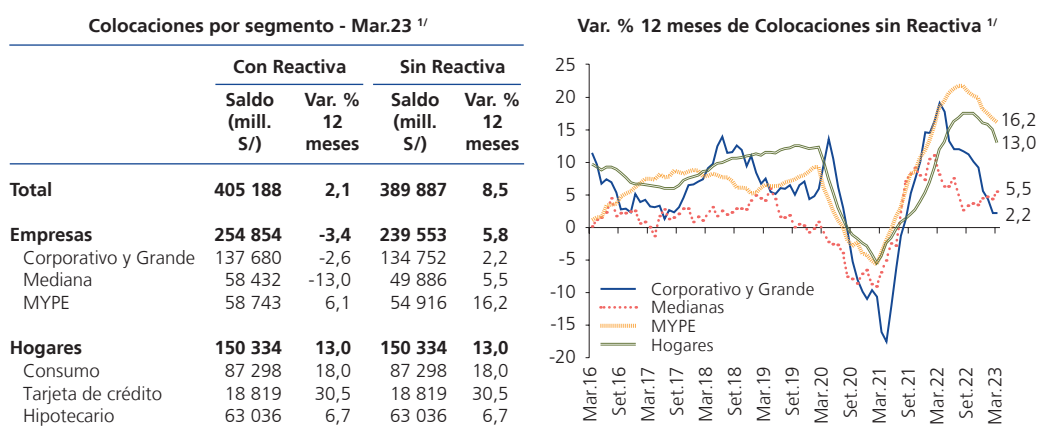 Colocaciones por segmento - Mar.23 1/
Con Reactiva Sin Reactiva
Saldo Var. % Saldo Var. %
(mill. 12 (mill. 12
S/) meses S/) meses
Total 405 188 2,1 389 887 8,5
Empresas 254 854 -3,4 239 553 5,8
Corporativo y Grande 137 680 -2,6 134 752 2,2
Mediana 58 432 -13,0 49 886 5,5
MYPE 58 743 6,1 54 916 16,2
Hogares 150 334 13,0 150 334 13,0
Consumo 87 298 18,0 87 298 18,0
Tarjeta de crédito 18 819 30,5 18 819 30,5
Hipotecario 63 036 6,7 63 036 6,7
Var. % 12 meses de Colocaciones sin Reactiva 1/
25
20
15
10
5
0
-5
-10
-15
-20
16,2
13,0
5,5
2,2
Corporativo y Grande
Medianas
MYPE
Hogares
Mar.16
Set.16
Mar.17
Set.17
Mar.18
Set.18
Mar.19
Set.19
Mar.20
Set.20
Mar.21
Set.21
Mar.22
Set.22
Mar.23